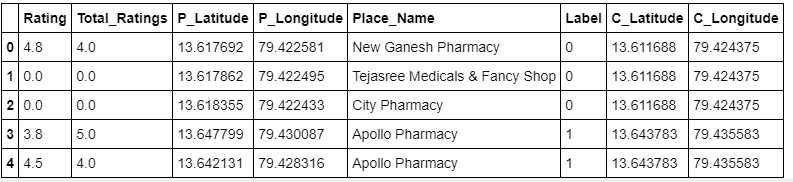 Rating Total_Ratings P_Latitude P_Longitude Place_Name Label C_Latitude C_Longitude
0 4.8 4.0 13.617692 79.422581 New Ganesh Pharmacy 0 13.611688 79.424375
1 0.0 0.0 13.617862 79.422495 Tejasree Medicals & Fancy Shop 0 13.611688 79.424375
2 0.0 0.0 13.618355 79.422433 City Pharmacy 0 13.611688 79.424375
3 3.8 5.0 13.647799 79.430087 Apollo Pharmacy 1 13.643783 79.435583
4 4.5 4.0 13.642131 79.428316 Apollo Pharmacy 1 13.643783 79.435583